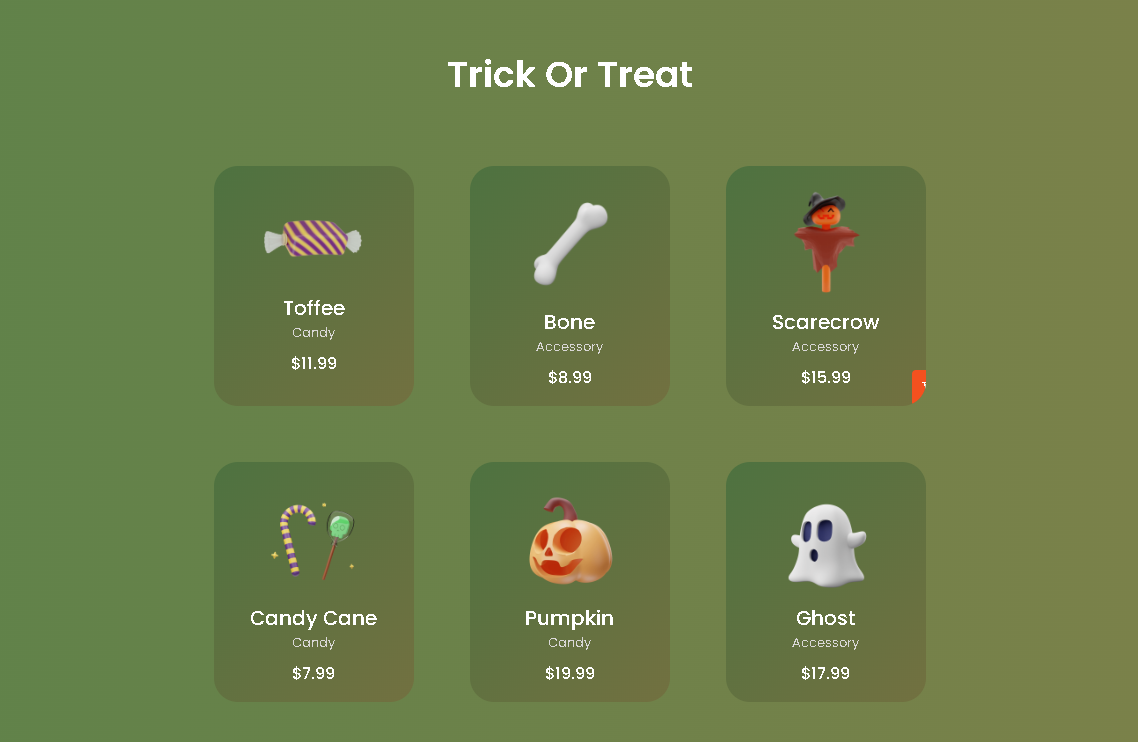 Trick Or Treat
Toffee
Candy
$11.99
Bone
Accessory
$8.99
Scarecrow
Accessory
$15.99
Candy Cane
Candy
$7.99
Pumpkin
Candy
$19.99
Ghost
Accessory
$17.99